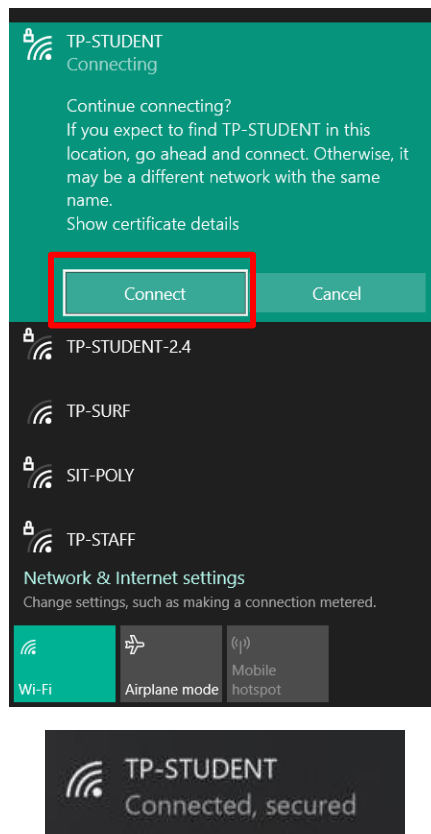 TP-STUDENT
Connecting
Continue connecting?
If you expect to find TP-STUDENT in this
location, go ahead and connect. Otherwise, it
may be a different network with the same
name.
Show certificate details
Connect
Cancel
TP-STUDENT-2.4
TP-SURF
SIT-POLY
TP-STAFF
Network & Internet settings
Change settings, such as making a connection metered.
Wi-Fi
Airplane mode
Mobile
hotspot
TP-STUDENT
Connected, secured